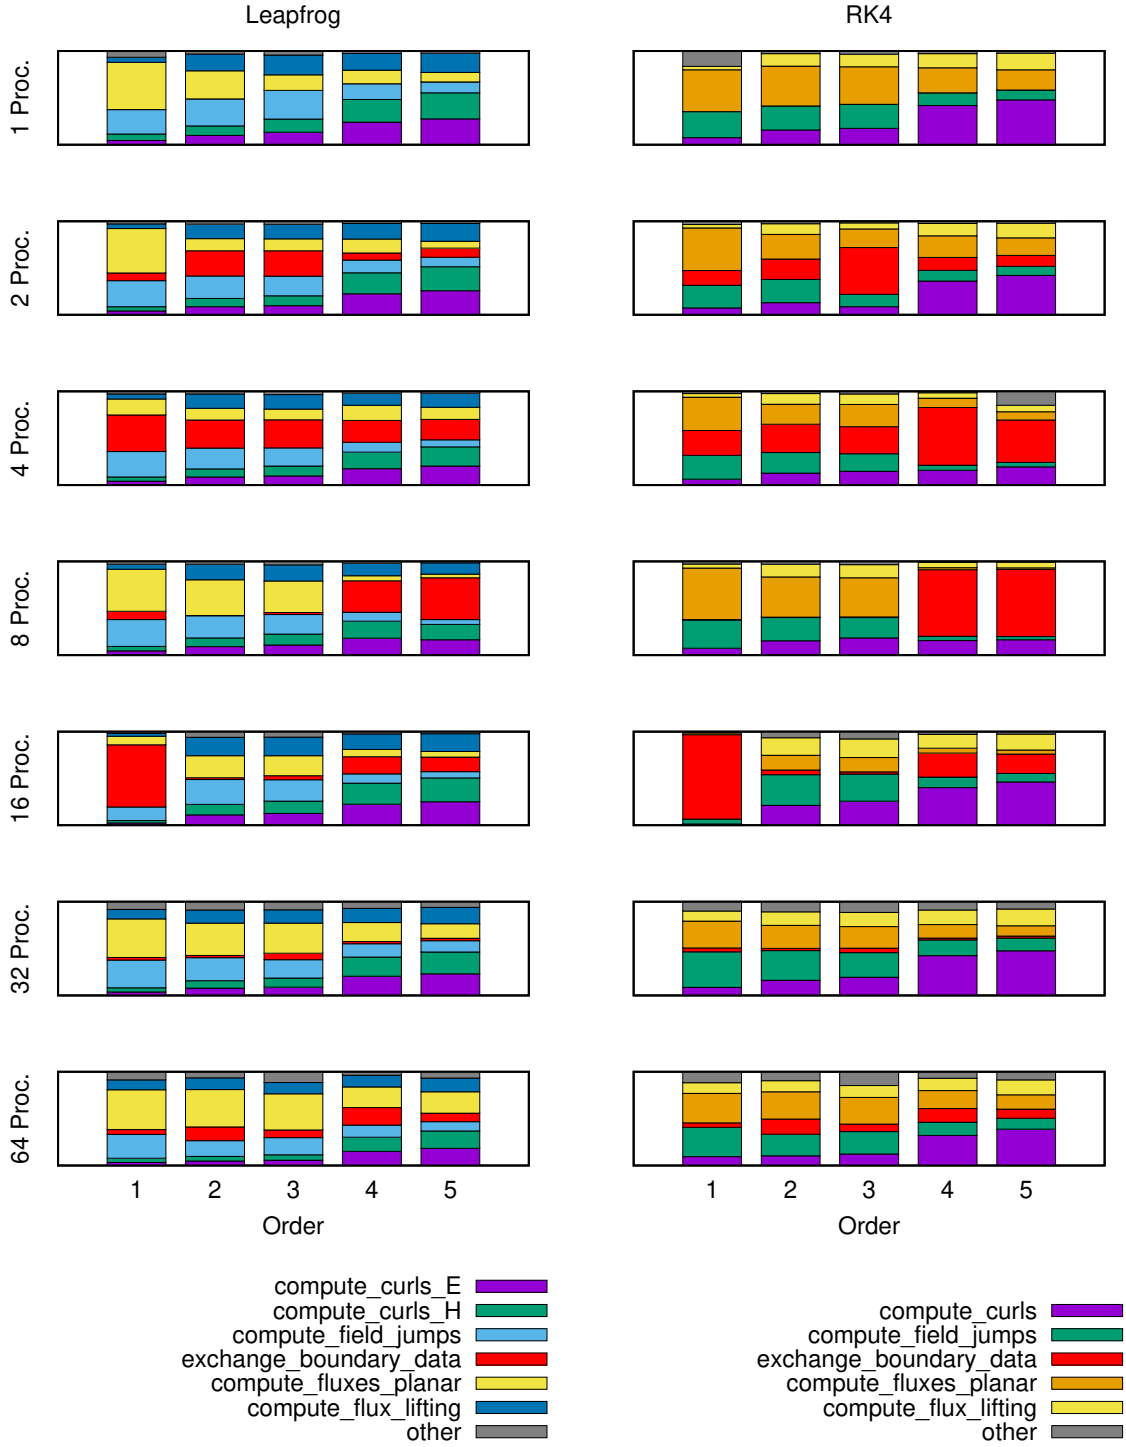 Leapfrog
RK4
1 Proc.
2 Proc.
4 Proc.
8 Proc.
16 Proc.
32 Proc.
64 Proc.
1 2 3 4 5
1 2 3 4 5
Order
Order
compute_curls_E
compute_curls_H
compute_field_jumps
exchange_boundary_data
compute_fluxes_planar
compute_flux_lifting
other
compute_curls
compute_field_jumps
exchange_boundary_data
compute_fluxes_planar
compute_flux_lifting
other